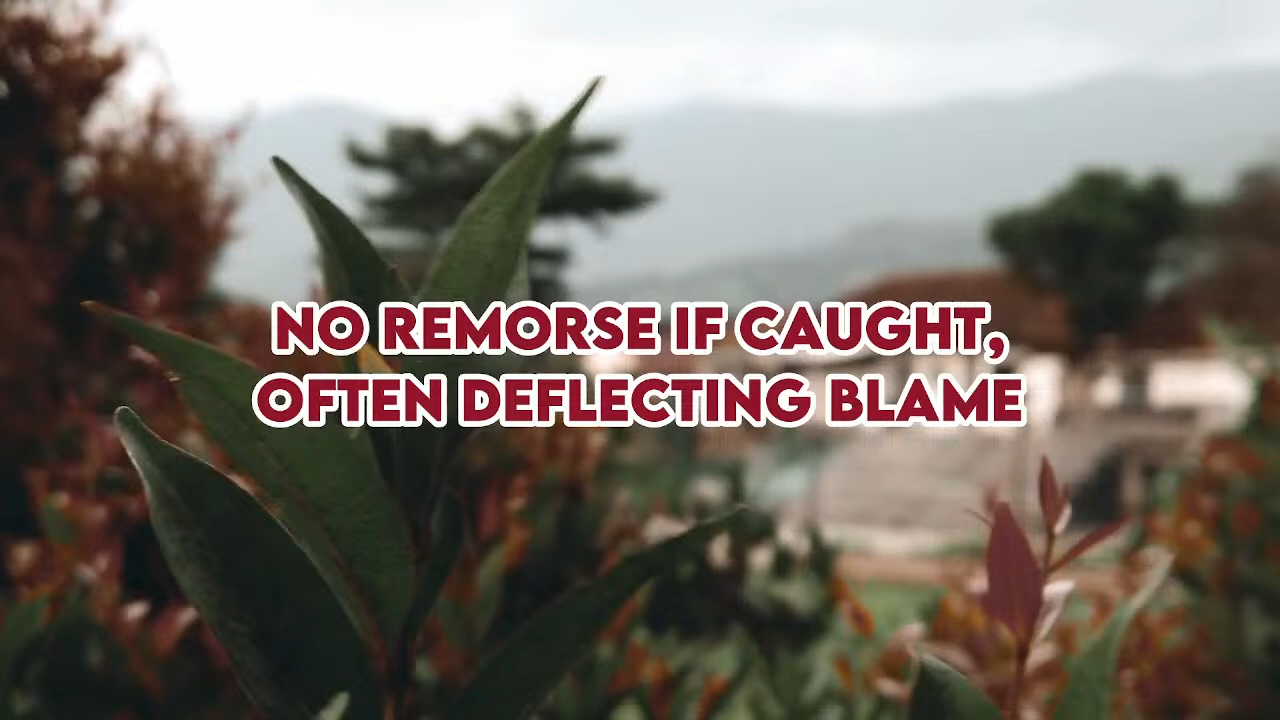 NO REMORSE IF CAUGHT,
OFTEN DEFLECTING BLAME